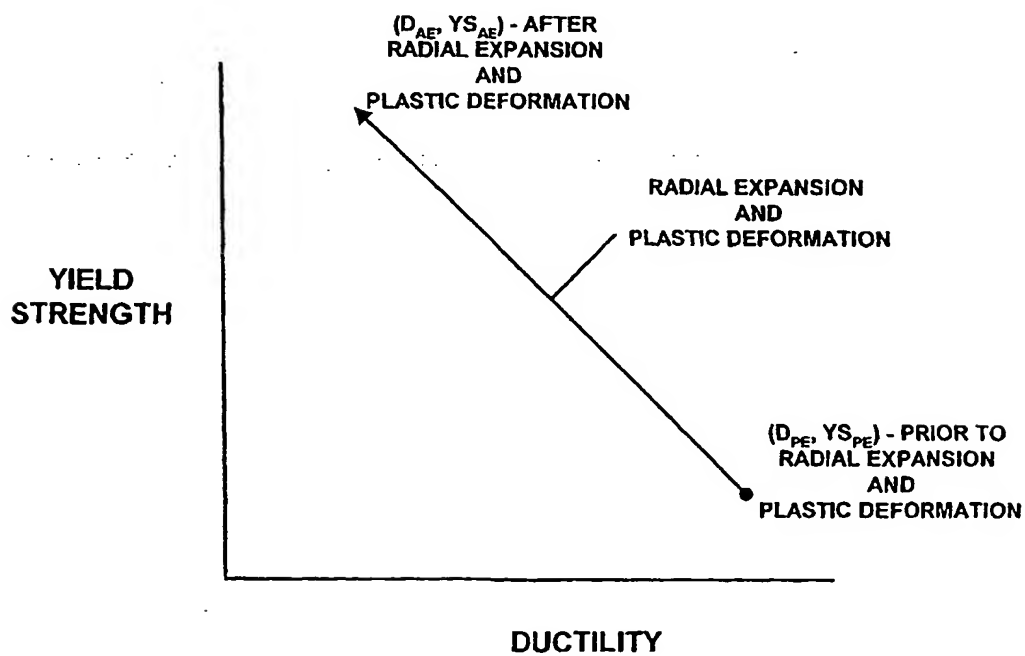 (D_AE, YS_AE) - AFTER
RADIAL EXPANSION
AND
PLASTIC DEFORMATION
RADIAL EXPANSION
AND
PLASTIC DEFORMATION
YIELD
STRENGTH
(D_PE, YS_PE) - PRIOR TO
RADIAL EXPANSION
AND
PLASTIC DEFORMATION
DUCTILITY